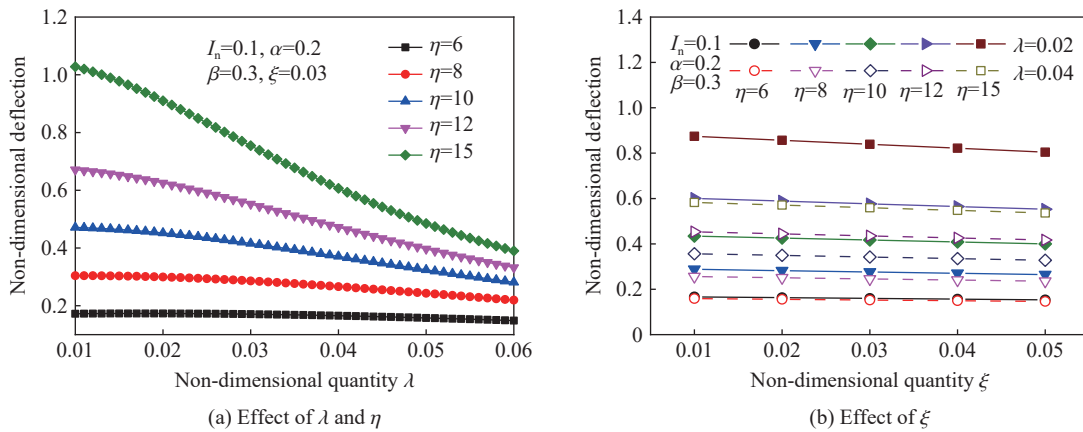 1.2
1.0
0.8
0.6
0.4
0.2
Non-dimensional deflection
Iₙ=0.1, α=0.2
β=0.3, ξ=0.03
η=6
η=8
η=10
η=12
η=15
0.01 0.02 0.03 0.04 0.05 0.06
Non-dimensional quantity λ
(a) Effect of λ and η
1.4
1.2
1.0
0.8
0.6
0.4
0.2
0
Non-dimensional deflection
Iₙ=0.1 λ=0.02
α=0.2 λ=0.04
β=0.3 η=6 η=8 η=10 η=12 η=15
0.01 0.02 0.03 0.04 0.05
Non-dimensional quantity ξ
(b) Effect of ξ